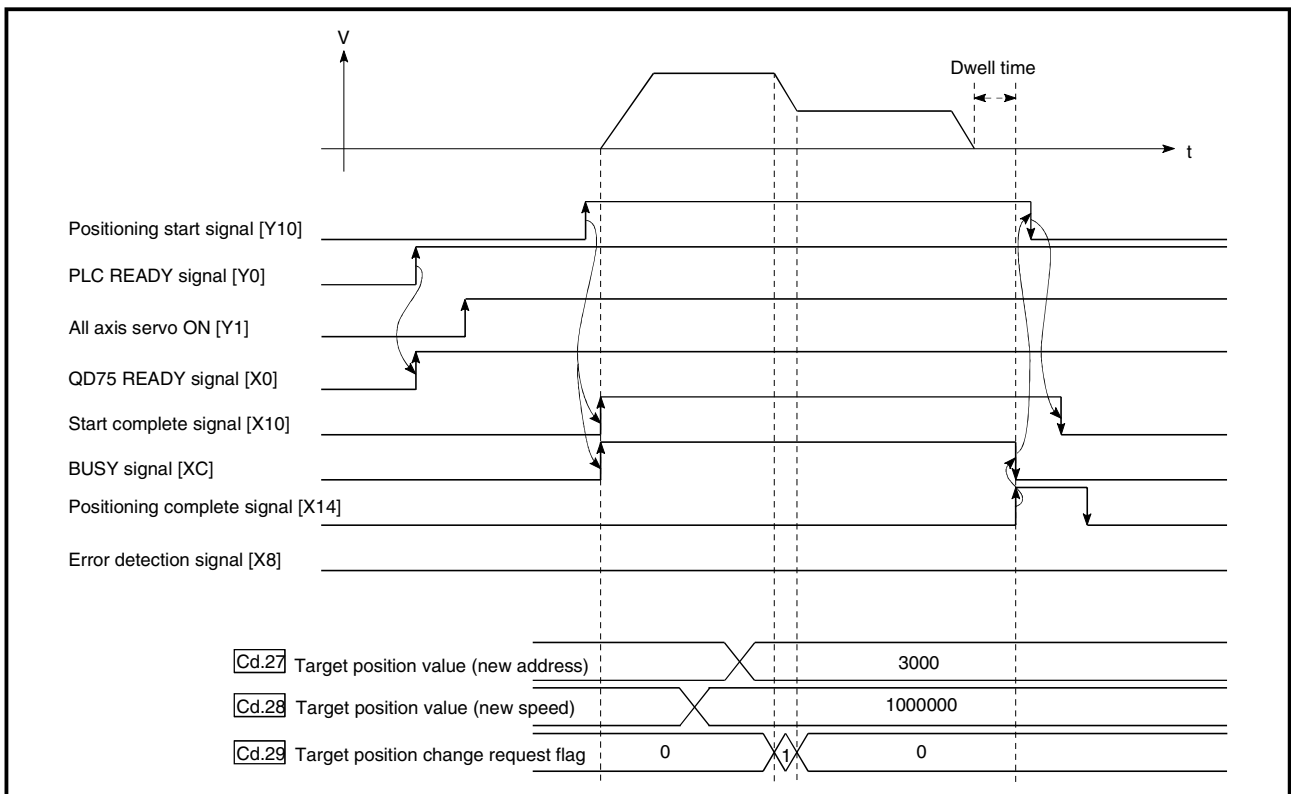 V
Dwell time
t
Positioning start signal [Y10]
PLC READY signal [Y0]
All axis servo ON [Y1]
QD75 READY signal [X0]
Start complete signal [X10]
BUSY signal [XC]
Positioning complete signal [X14]
Error detection signal [X8]
Cd.27 Target position value (new address) 3000
Cd.28 Target position value (new speed) 1000000
Cd.29 Target position change request flag 0 1 0